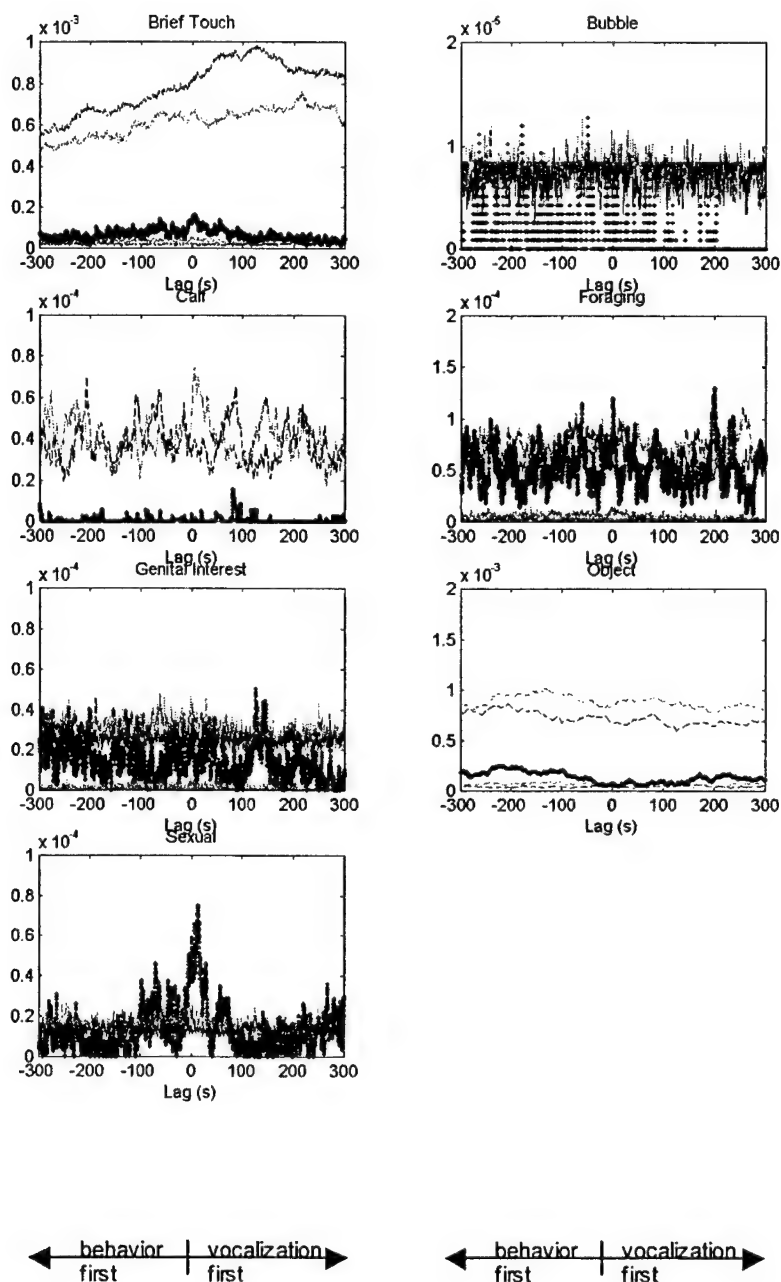 Brief Touch
x 10^-3
1
0.8
0.6
0.4
0.2
0
-300 -200 -100 0 100 200 300
Lag (s)
Bubble
x 10^-5
2
1
0
-300 -200 -100 0 100 200 300
Lag (s)
Calf
x 10^-4
1
0.8
0.6
0.4
0.2
0
-300 -200 -100 0 100 200 300
Lag (s)
Foraging
x 10^-4
2
1.5
1
0.5
0
-300 -200 -100 0 100 200 300
Lag (s)
Genital Interest
x 10^-4
1
0.8
0.6
0.4
0.2
0
-300 -200 -100 0 100 200 300
Lag (s)
Object
x 10^-3
2
1.5
1
0.5
0
-300 -200 -100 0 100 200 300
Lag (s)
Sexual
x 10^-4
1
0.8
0.6
0.4
0.2
0
-300 -200 -100 0 100 200 300
Lag (s)
behavior first
vocalization first
behavior first
vocalization first